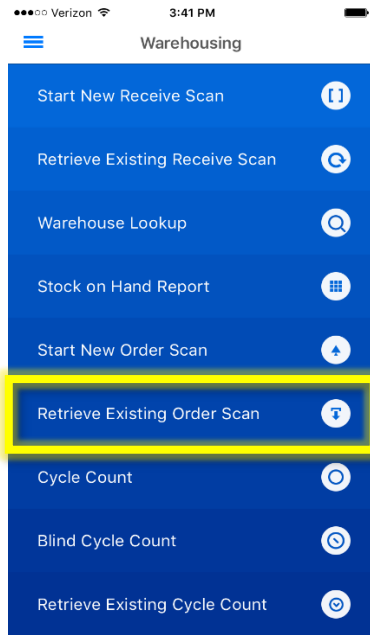 Verizon 3:41 PM
Warehousing
Start New Receive Scan
Retrieve Existing Receive Scan
Warehouse Lookup
Stock on Hand Report
Start New Order Scan
Retrieve Existing Order Scan
Cycle Count
Blind Cycle Count
Retrieve Existing Cycle Count